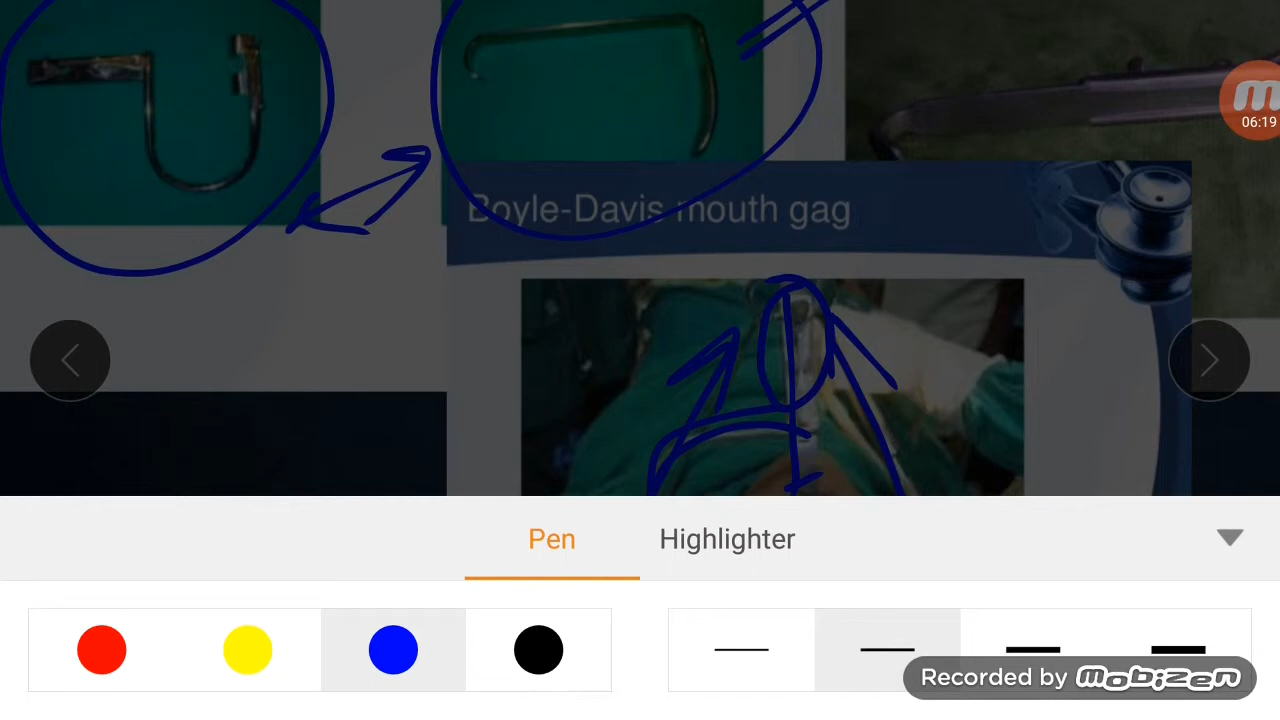 06:19
Boyle-Davis mouth gag
Pen
Highlighter
Recorded by mobizen